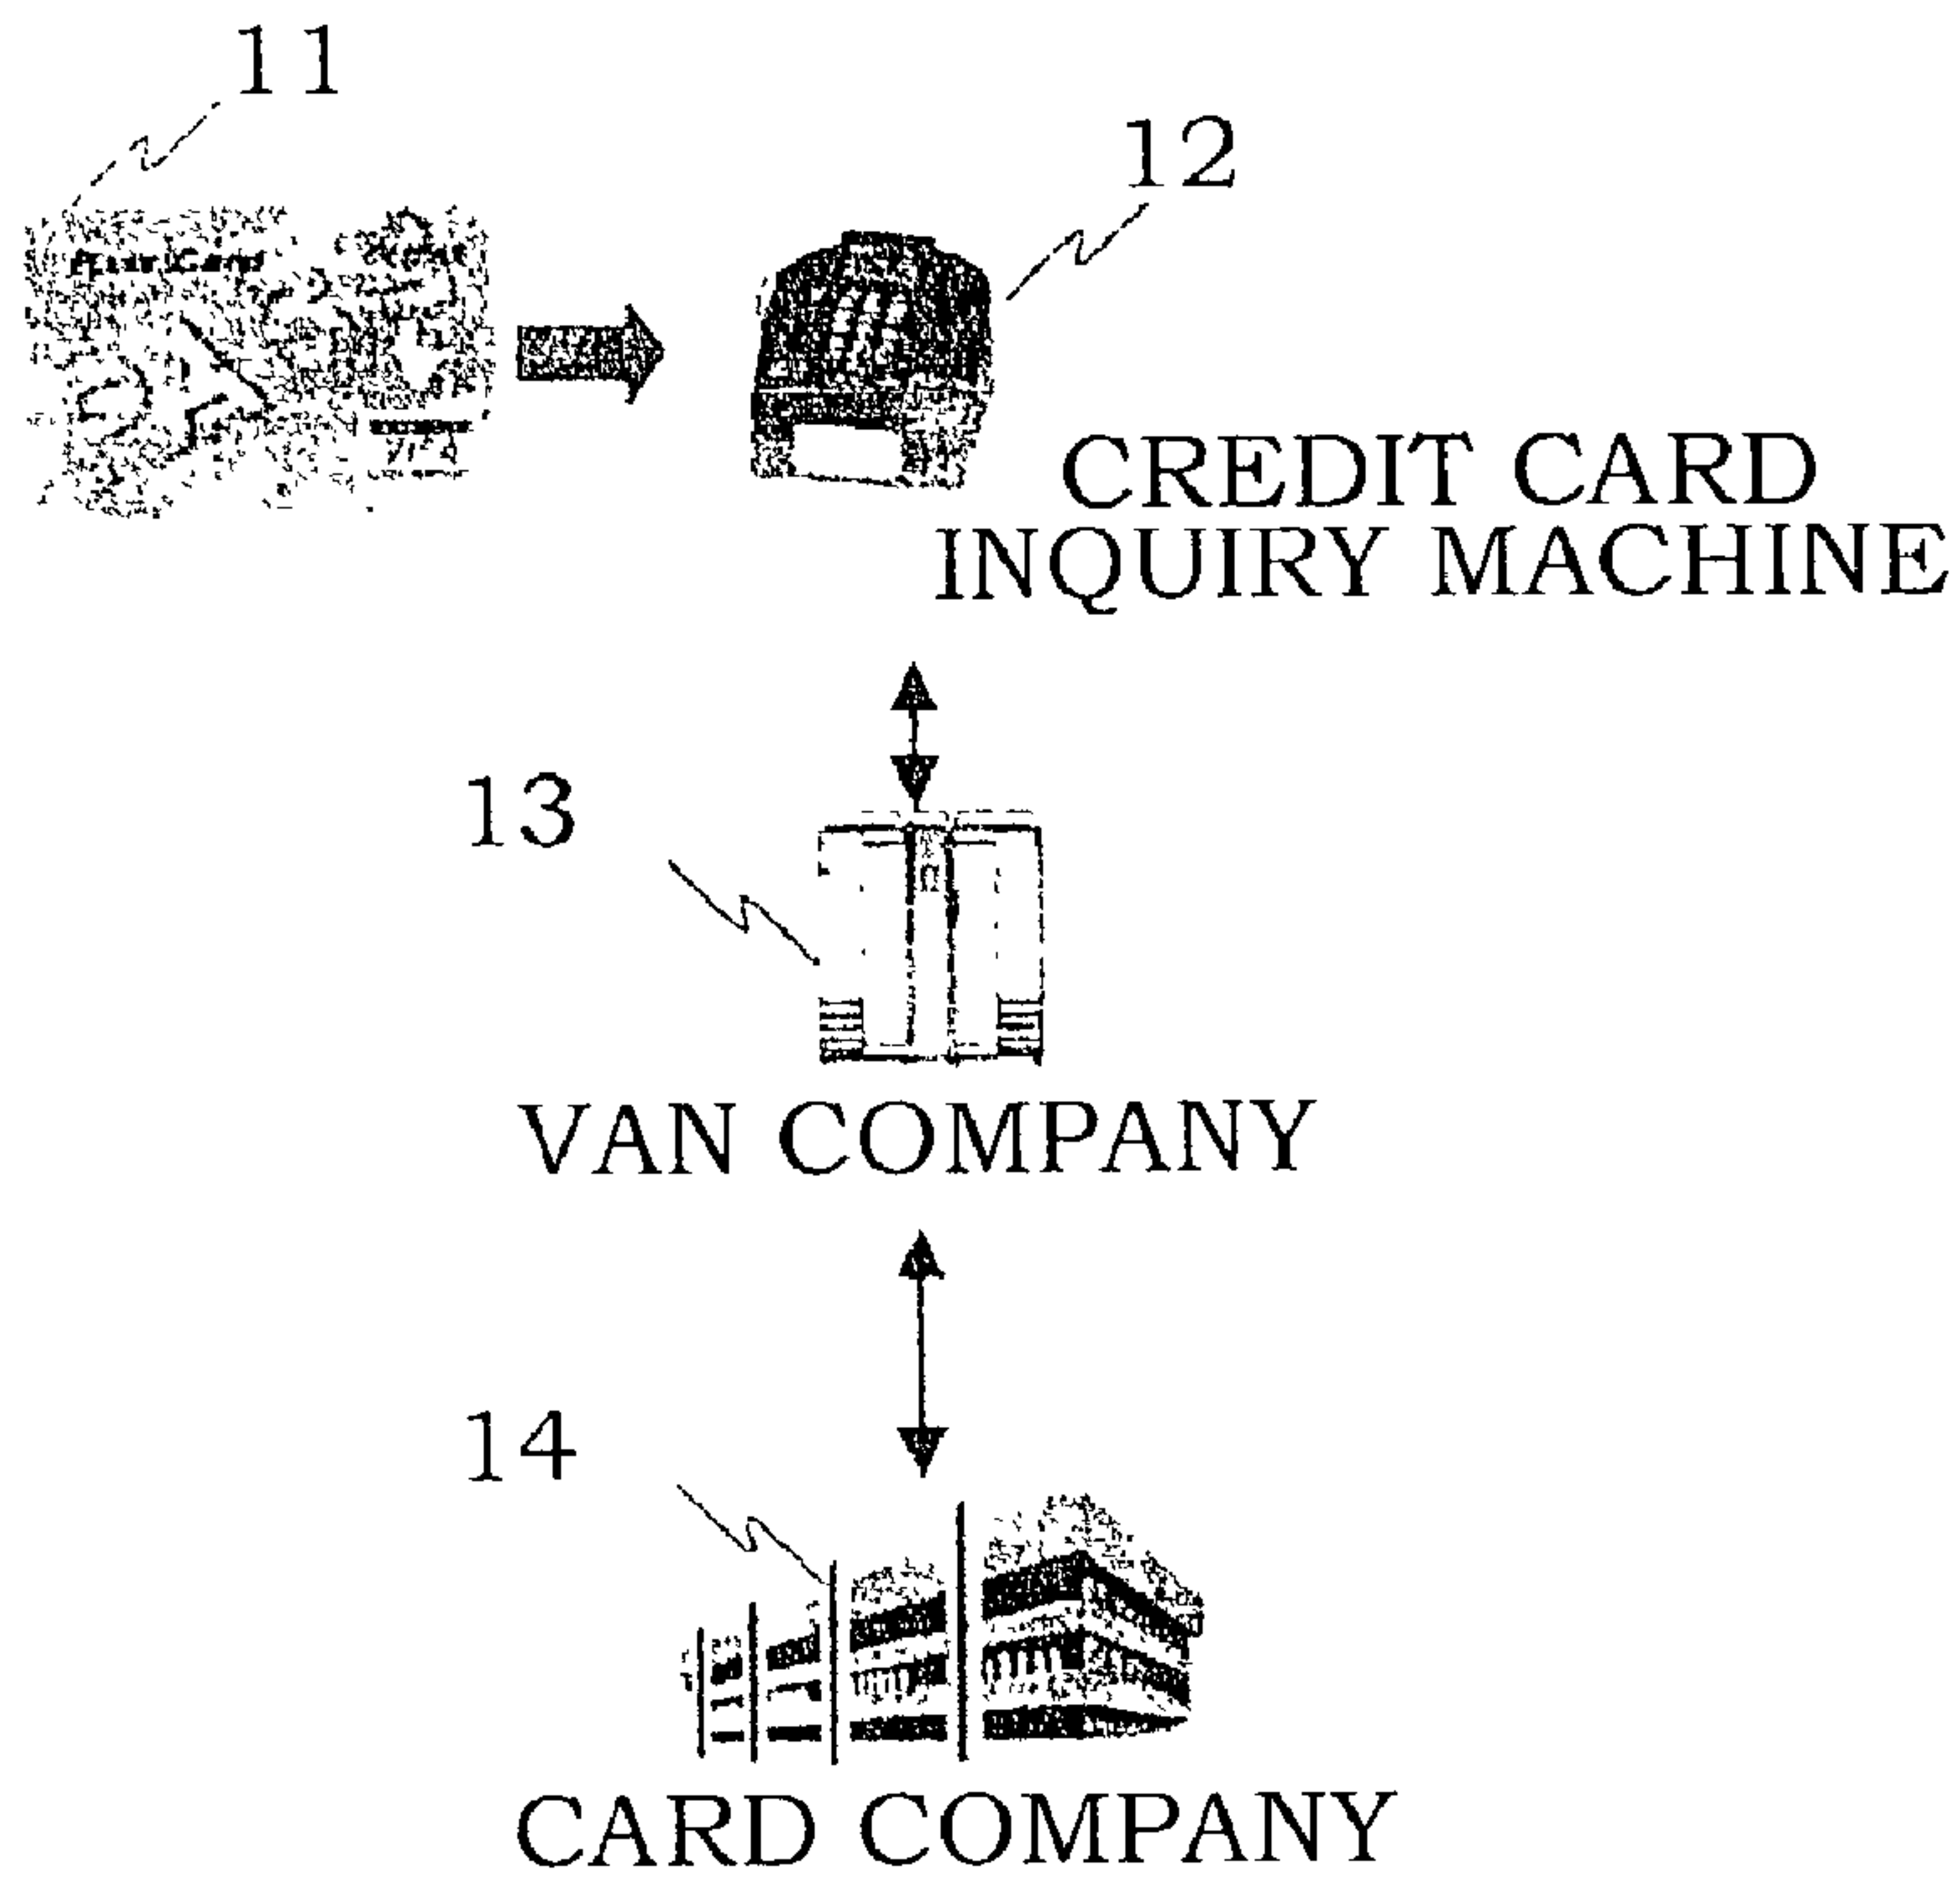 11
12
CREDIT CARD
INQUIRY MACHINE
13
VAN COMPANY
14
CARD COMPANY